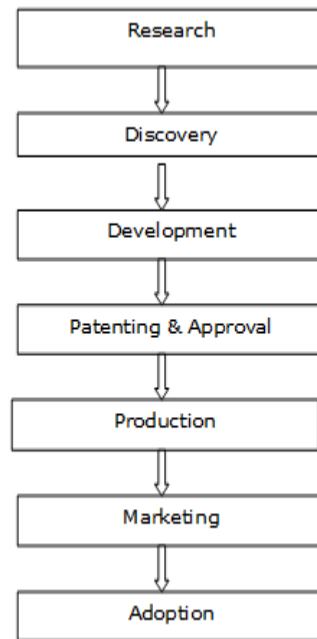 Research
Discovery
Development
Patenting & Approval
Production
Marketing
Adoption